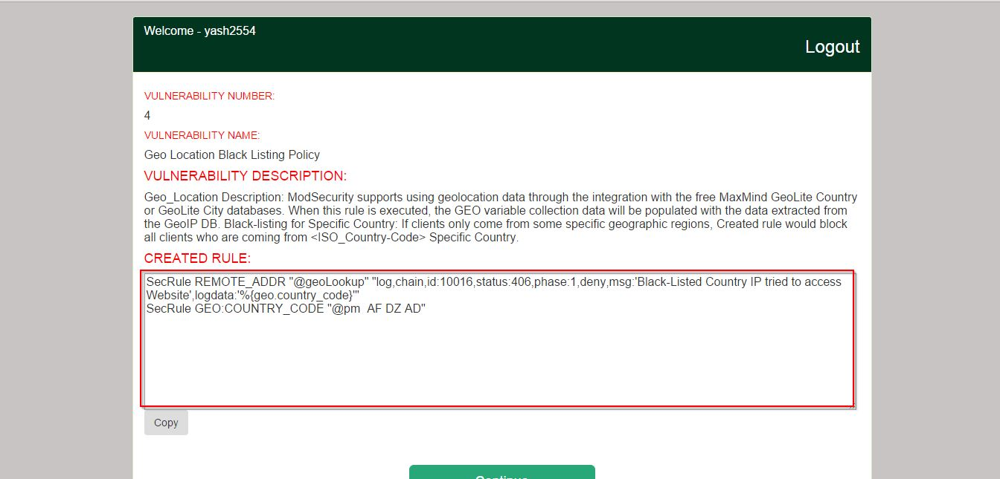 Welcome - yash2554
Logout
VULNERABILITY NUMBER:
4
VULNERABILITY NAME:
Geo Location Black Listing Policy
VULNERABILITY DESCRIPTION:
Geo_Location Description: ModSecurity supports using geolocation data through the integration with the free MaxMind GeoLite Country
or GeoLite City databases. When this rule is executed, the GEO variable collection data will be populated with the data extracted from
the GeoIP DB. Black-listing for Specific Country: If clients only come from some specific geographic regions, Created rule would block
all clients who are coming from <ISO_Country-Code> Specific Country.
CREATED RULE:
SecRule REMOTE_ADDR "@geoLookup" "log,chain,id:10016,status:406,phase:1,deny,msg:'Black-Listed Country IP tried to access
Website',logdata:'%{geo.country_code}'"
SecRule GEO:COUNTRY_CODE "@pm  AF DZ AD"
Copy
Continue